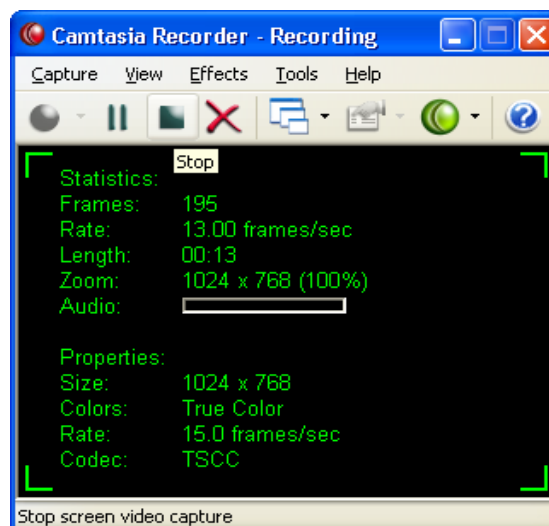 Camtasia Recorder - Recording
Capture View Effects Tools Help
Stop
Statistics:
Frames: 195
Rate: 13.00 frames/sec
Length: 00:13
Zoom: 1024 x 768 (100%)
Audio:
Properties:
Size: 1024 x 768
Colors: True Color
Rate: 15.0 frames/sec
Codec: TSCC
Stop screen video capture